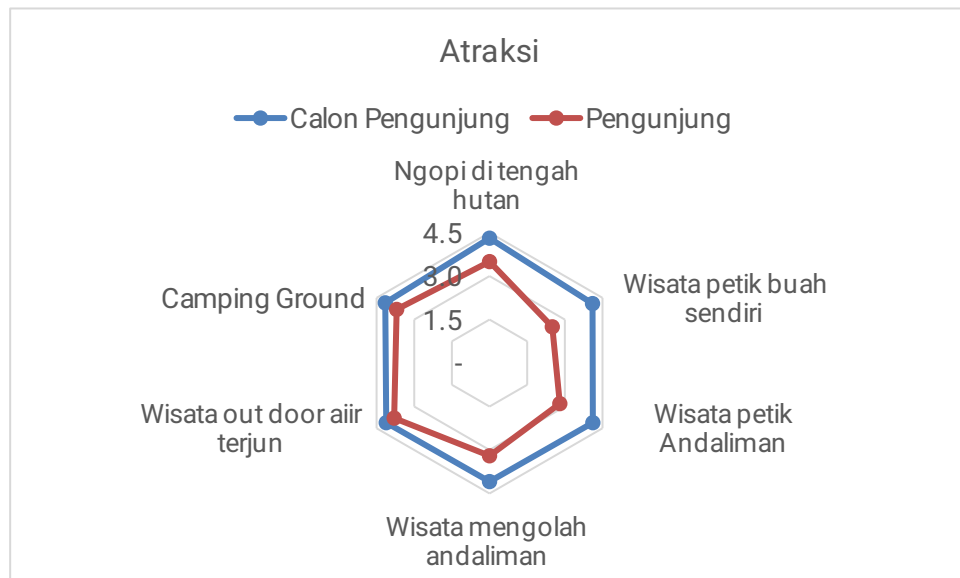 Atraksi
Calon Pengunjung
Pengunjung
Ngopi di tengah
hutan
4.5
3.0
1.5
-
Wisata petik buah
sendiri
Wisata petik
Andaliman
Wisata mengolah
andaliman
Wisata out door aiir
terjun
Camping Ground